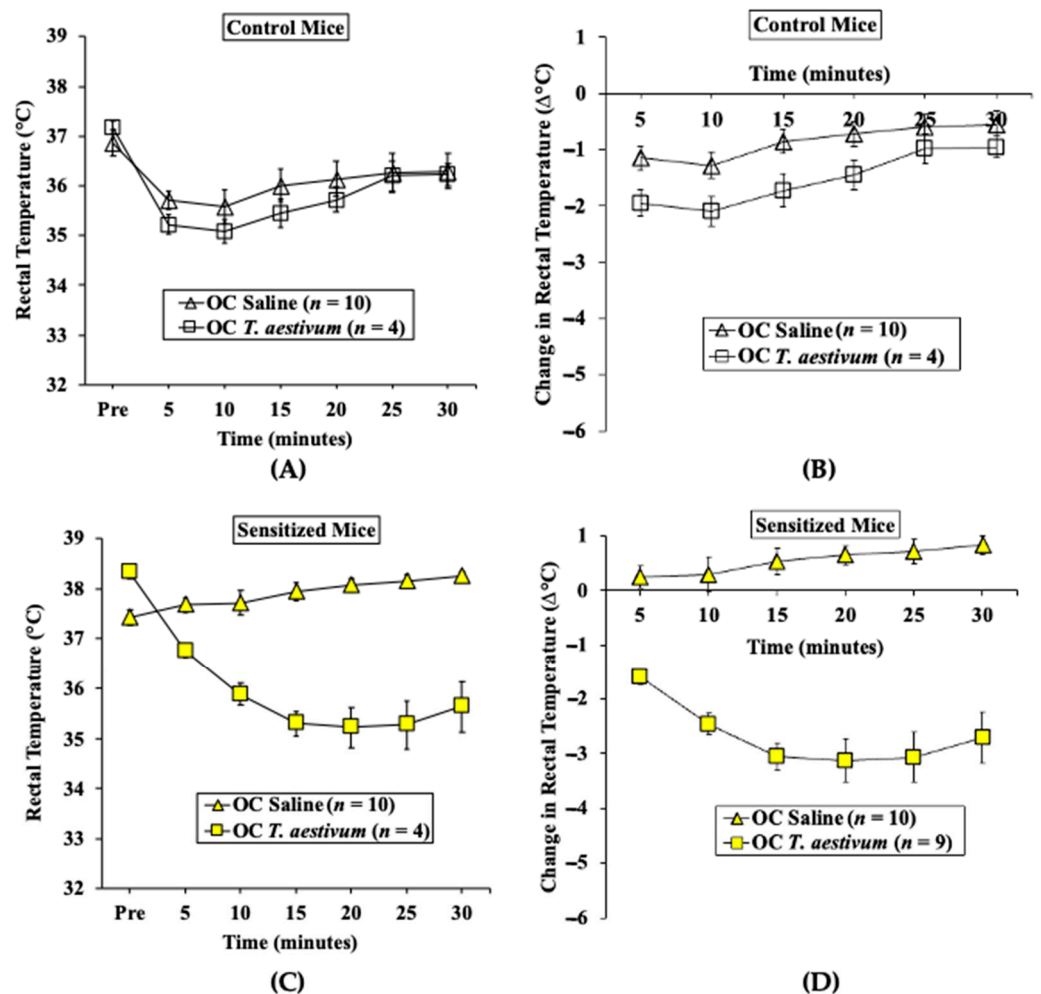 Control Mice
Rectal Temperature (°C)
39
38
37
36
35
34
33
32
OC Saline (n = 10)
OC T. aestivum (n = 4)
Pre 5 10 15 20 25 30
Time (minutes)
(A)
Control Mice
Time (minutes)
Change in Rectal Temperature (Δ°C)
1
0
–1
–2
–3
–4
–5
–6
5 10 15 20 25 30
OC Saline (n = 10)
OC T. aestivum (n = 4)
(B)
Sensitized Mice
Rectal Temperature (°C)
39
38
37
36
35
34
33
32
OC Saline (n = 10)
OC T. aestivum (n = 4)
Pre 5 10 15 20 25 30
Time (minutes)
(C)
Sensitized Mice
Change in Rectal Temperature (Δ°C)
1
0
–1
–2
–3
–4
–5
–6
5 10 15 20 25 30
Time (minutes)
OC Saline (n = 10)
OC T. aestivum (n = 9)
(D)